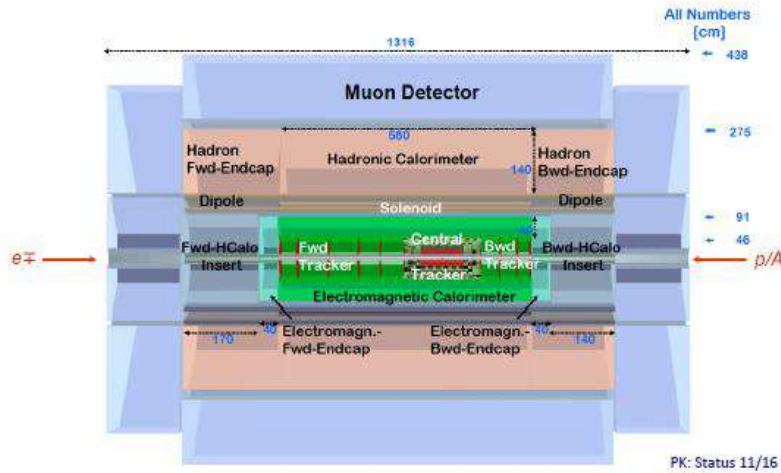 All Numbers
[cm]
1316
438
Muon Detector
580
275
Hadron
Fwd-Endcap
Hadronic Calorimeter
140
Hadron
Bwd-Endcap
Dipole
Solenoid
Dipole
91
46
Fwd-HCalo
Insert
Fwd
Tracker
Central
Tracker
Bwd
Tracker
Bwd-HCalo
Insert
e∓
p/A
Electromagnetic Calorimeter
170
40
Electromagn.-
Fwd-Endcap
Electromagn.-
Bwd-Endcap
40
140
PK: Status 11/16